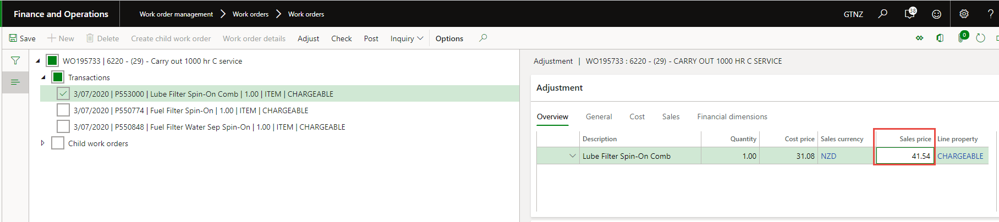 Finance and Operations
Work order management > Work orders > Work orders
GTNZ
38
?
Save
New
Delete
Create child work order
Work order details
Adjust
Check
Post
Inquiry
Options
0
WO195733 | 6220 - (29) - Carry out 1000 hr C service
Transactions
3/07/2020 | P553000 | Lube Filter Spin-On Comb | 1.00 | ITEM | CHARGEABLE
3/07/2020 | P550774 | Fuel Filter Spin-On | 1.00 | ITEM | CHARGEABLE
3/07/2020 | P550848 | Fuel Filter Water Sep Spin-On | 1.00 | ITEM | CHARGEABLE
Child work orders
Adjustment | WO195733 : 6220 - (29) - CARRY OUT 1000 HR C SERVICE
Adjustment
Overview General Cost Sales Financial dimensions
Description Quantity Cost price Sales currency Sales price Line property
Lube Filter Spin-On Comb 1.00 31.08 NZD 41.54 CHARGEABLE